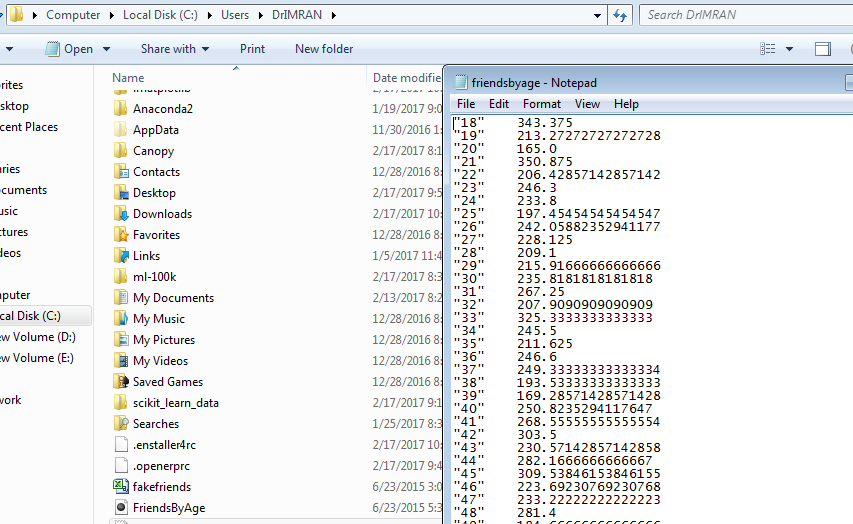 Computer Local Disk (C:) Users DrIMRAN
Search DrIMRAN
Open Share with Print New folder
Name Date modifie
Anaconda2 1/19/2017 9:0
AppData 11/30/2016 1:
Canopy 2/17/2017 8:1
Contacts 12/28/2016 8
Desktop 2/17/2017 9:5
Downloads 2/17/2017 10:
Favorites 12/28/2016 8
Links 1/5/2017 11:4
ml-100k 2/17/2017 8:3
My Documents 2/13/2017 8:2
My Music 12/28/2016 8:
My Pictures 12/28/2016 8:
My Videos 12/28/2016 8:
Saved Games 12/28/2016 8
scikit_learn_data 2/17/2017 9:1
Searches 1/25/2017 8:3
.enstaller4rc 2/17/2017 10:
.openerprc 2/17/2017 9:4
fakefriends 6/23/2015 3:0
FriendsByAge 6/23/2015 5:3
orites
sktop
cent Places
aries
cuments
usic
ctures
deos
mputer
cal Disk (C:)
ew Volume (D:)
ew Volume (E:)
work
friendsbyage - Notepad
File Edit Format View Help
"18" 343.375
"19" 213.27272727272728
"20" 165.0
"21" 350.875
"22" 206.42857142857142
"23" 246.3
"24" 233.8
"25" 197.45454545454547
"26" 242.05882352941177
"27" 228.125
"28" 209.1
"29" 215.91666666666666
"30" 235.8181818181818
"31" 267.25
"32" 207.9090909090909
"33" 325.3333333333333
"34" 245.5
"35" 211.625
"36" 246.6
"37" 249.33333333333334
"38" 193.53333333333333
"39" 169.28571428571428
"40" 250.8235294117647
"41" 268.55555555555554
"42" 303.5
"43" 230.57142857142858
"44" 282.1666666666667
"45" 309.53846153846155
"46" 223.69230769230768
"47" 233.22222222222223
"48" 281.4